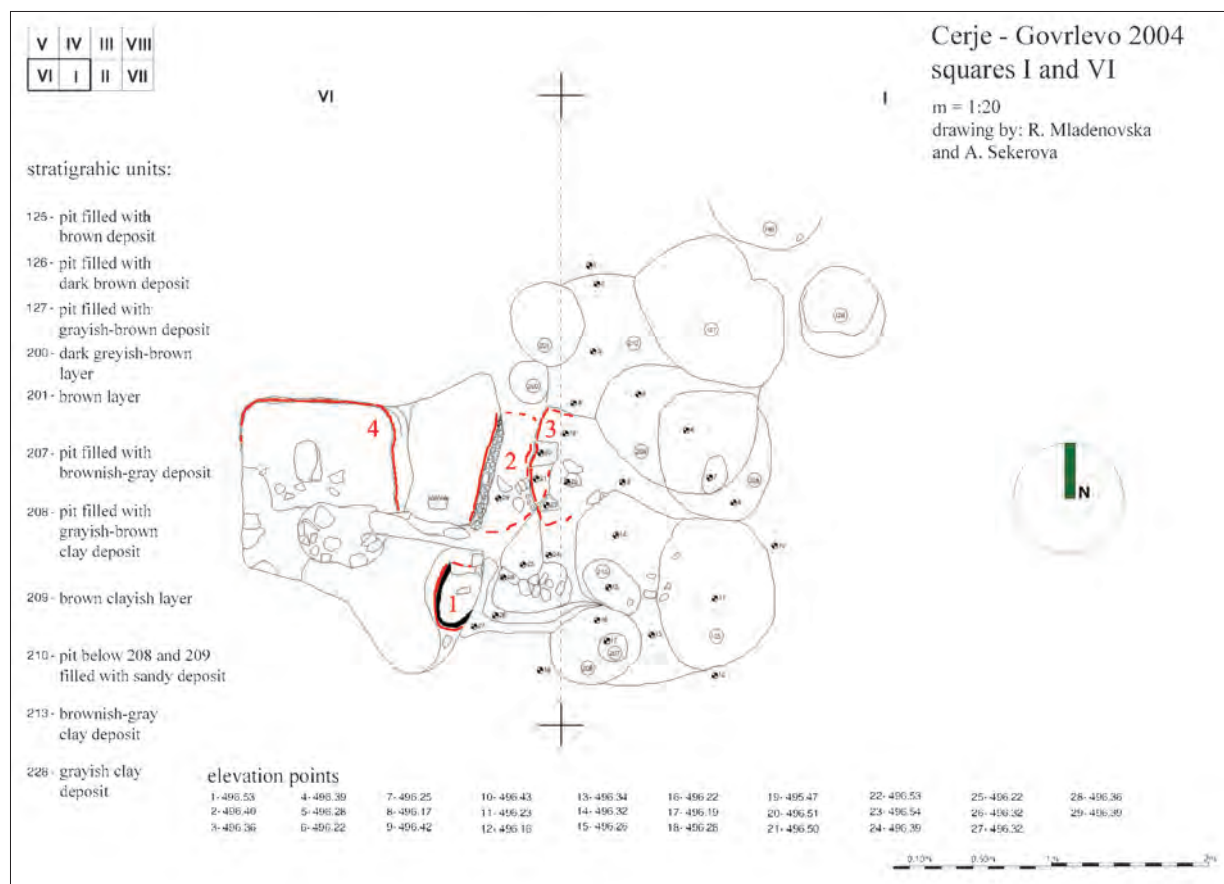 V IV III VIII
VI I II VII
VI
I
Cerje - Govrlevo 2004
squares I and VI
m = 1:20
drawing by: R. Mladenovska
and A. Sekerova
stratigrahic units:
125 - pit filled with
brown deposit
126 - pit filled with
dark brown deposit
127 - pit filled with
grayish-brown deposit
200 - dark greyish-brown
layer
201 - brown layer
207 - pit filled with
brownish-gray deposit
208 - pit filled with
grayish-brown
clay deposit
209 - brown clayish layer
210 - pit below 208 and 209
filled with sandy deposit
213 - brownish-gray
clay deposit
228 - grayish clay
deposit
4
2
3
1
N
elevation points
1- 496.53 4- 496.39 7- 496.25 10- 496.43 13- 496.34 16- 496.22 19- 495.47 22- 496.53 25- 496.22 28- 496.36
2- 496.40 5- 496.28 8- 496.17 11- 496.23 14- 496.32 17- 496.19 20- 496.51 23- 496.54 26- 496.32 29- 496.39
3- 496.36 6- 496.22 9- 496.42 12- 496.16 15- 496.26 18- 496.28 21- 496.50 24- 496.39 27- 496.32
0.10m 0.50m 1m 2m